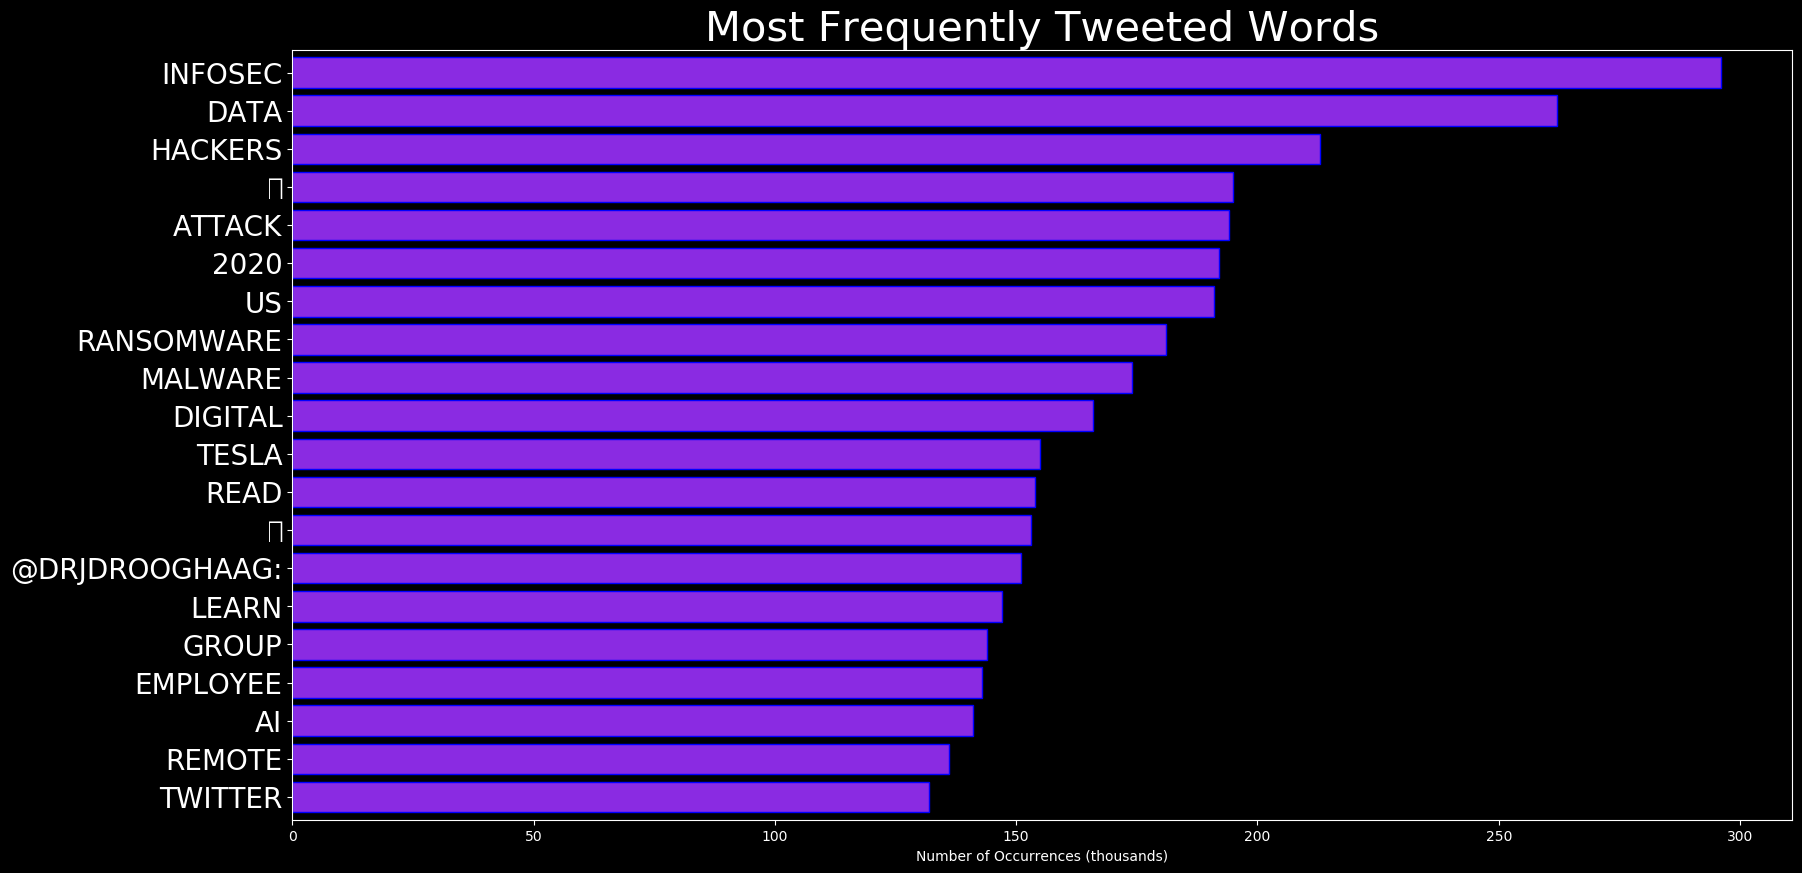 Most Frequently Tweeted Words
INFOSEC
DATA
HACKERS
ATTACK
2020
US
RANSOMWARE
MALWARE
DIGITAL
TESLA
READ
@DRJDROOGHAAG:
LEARN
GROUP
EMPLOYEE
AI
REMOTE
TWITTER
0 50 100 150 200 250 300
Number of Occurrences (thousands)